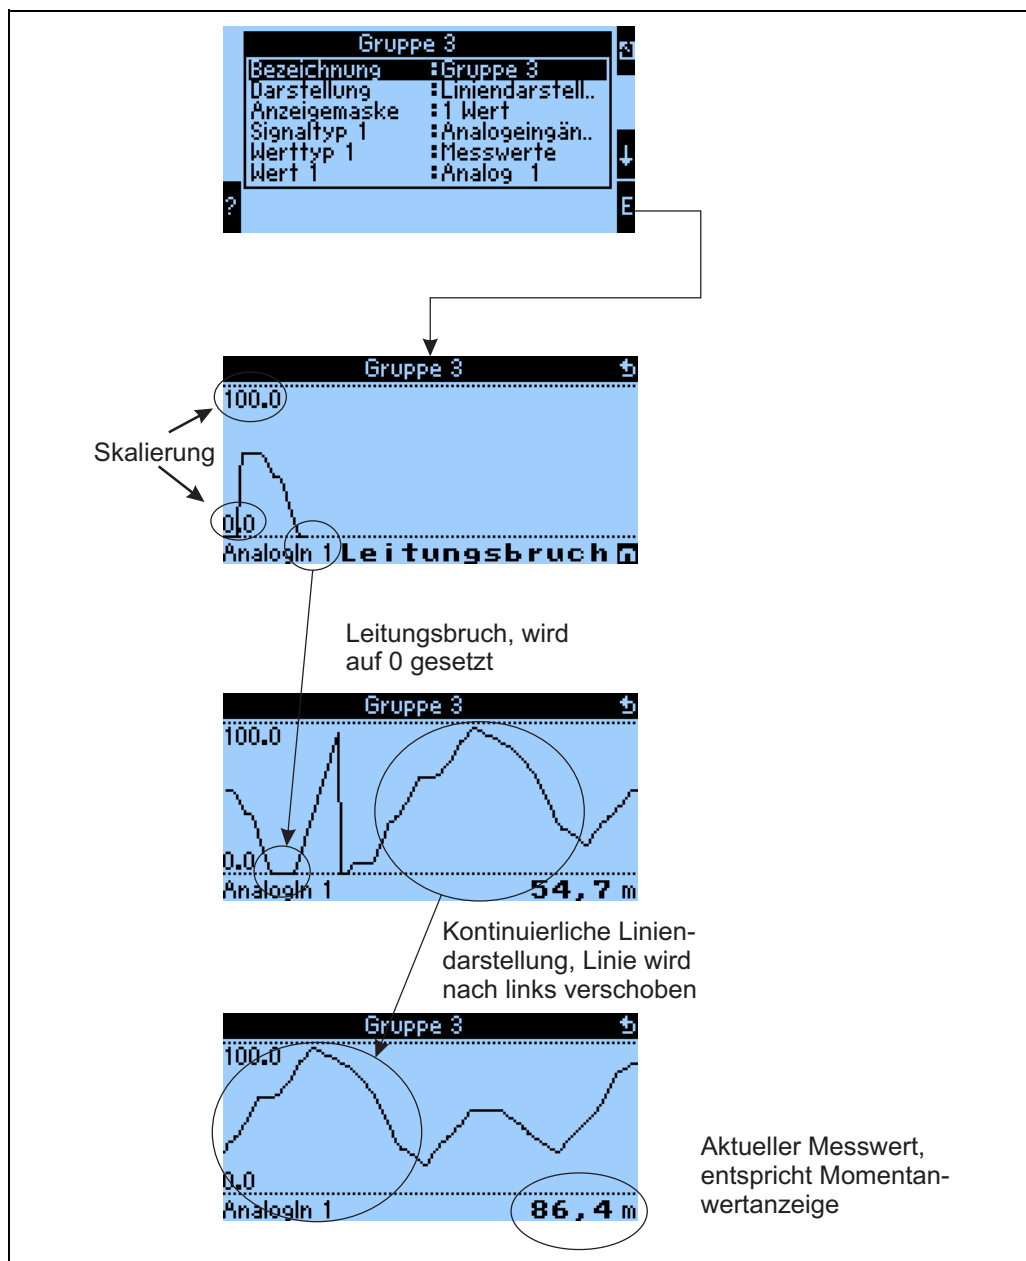 Gruppe 3
Bezeichnung :Gruppe 3
Darstellung :Liniendarstell..
Anzeigemaske :1 Wert
Signaltyp 1 :Analogeingän..
Werttyp 1 :Messwerte
Wert 1 :Analog 1
? E
Gruppe 3
100.0
Skalierung
0.0
AnalogIn 1 Leitungsbruch
Leitungsbruch, wird
auf 0 gesetzt
Gruppe 3
100.0
0.0
AnalogIn 1 54,7 m
Kontinuierliche Linien-
darstellung, Linie wird
nach links verschoben
Gruppe 3
100.0
0.0
AnalogIn 1 86,4 m
Aktueller Messwert,
entspricht Momentan-
wertanzeige